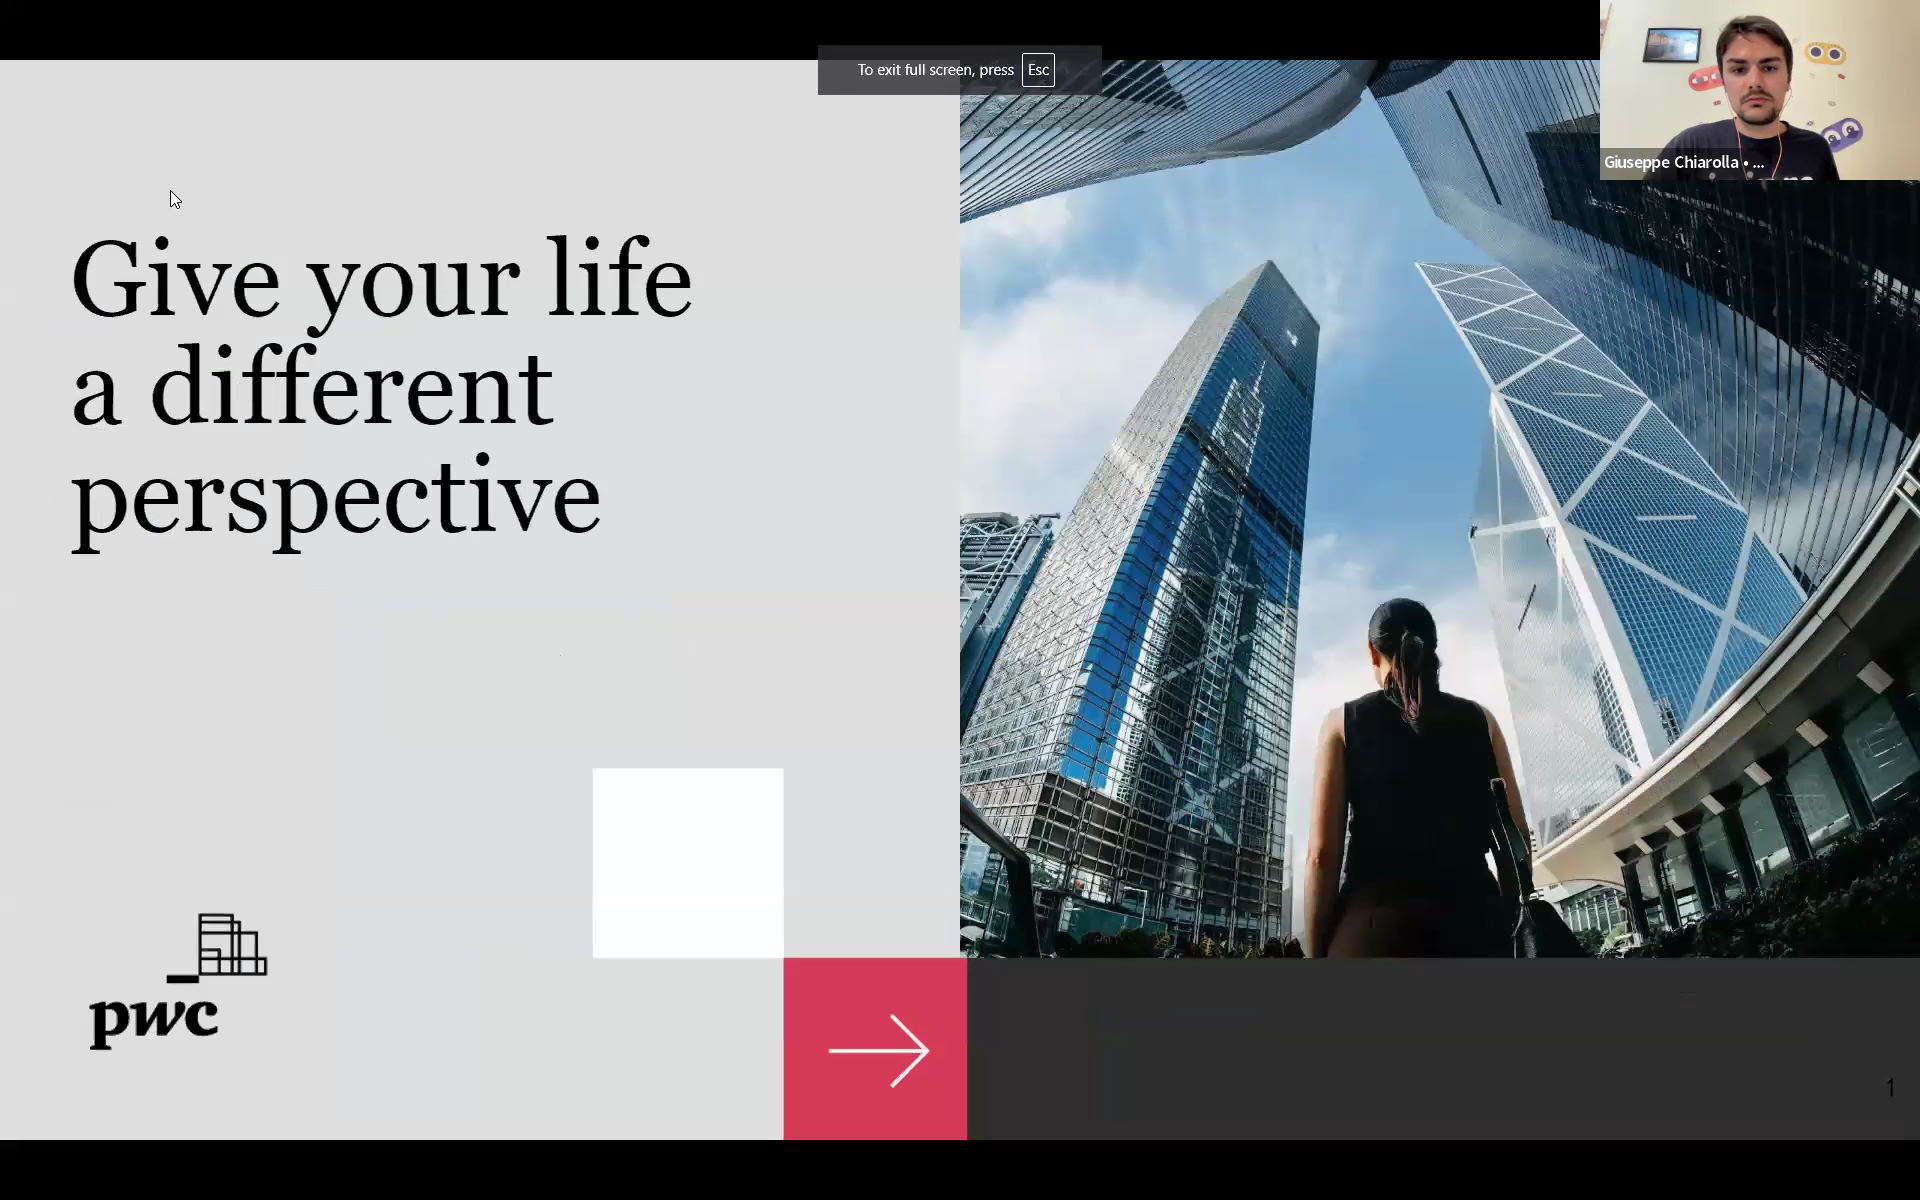 To exit full screen, press Esc
Giuseppe Chiarolla • ...
Give your life
a different
perspective
pwc
1